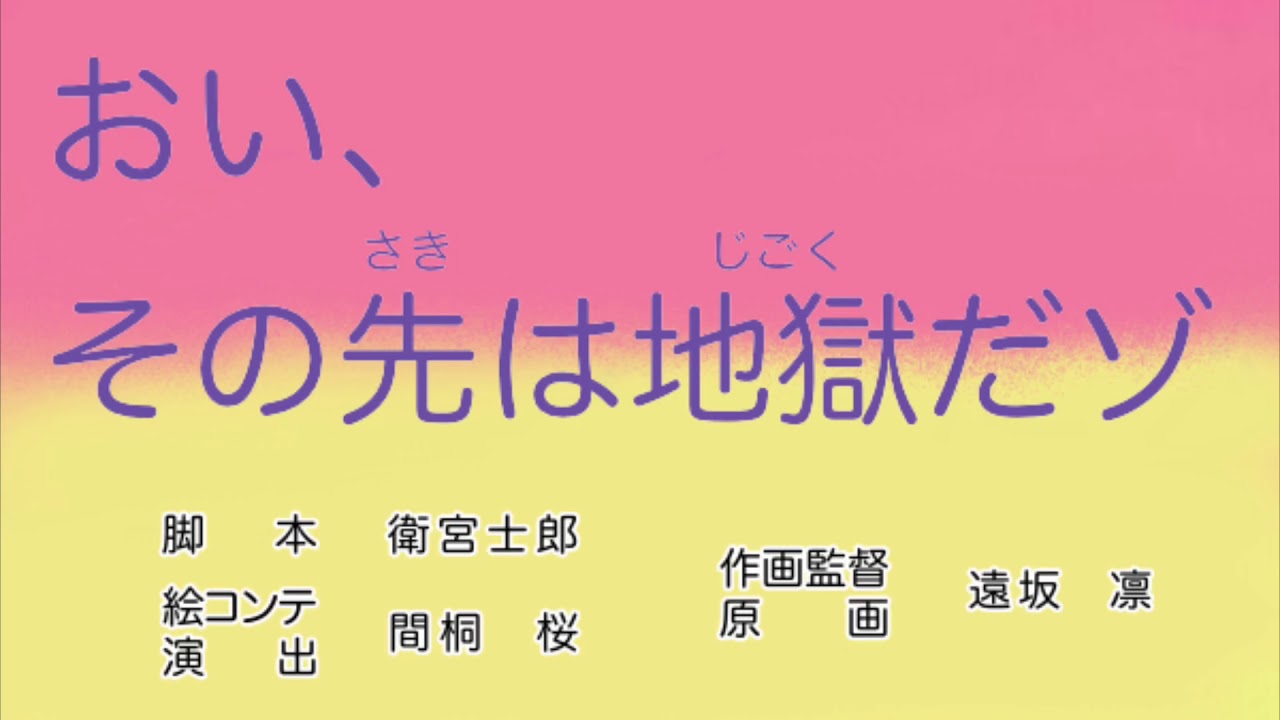 おい、
さき じごく
その先は地獄だゾ
脚本 衛宮士郎
絵コンテ
演出 間桐 桜
作画監督
原画 遠坂 凛